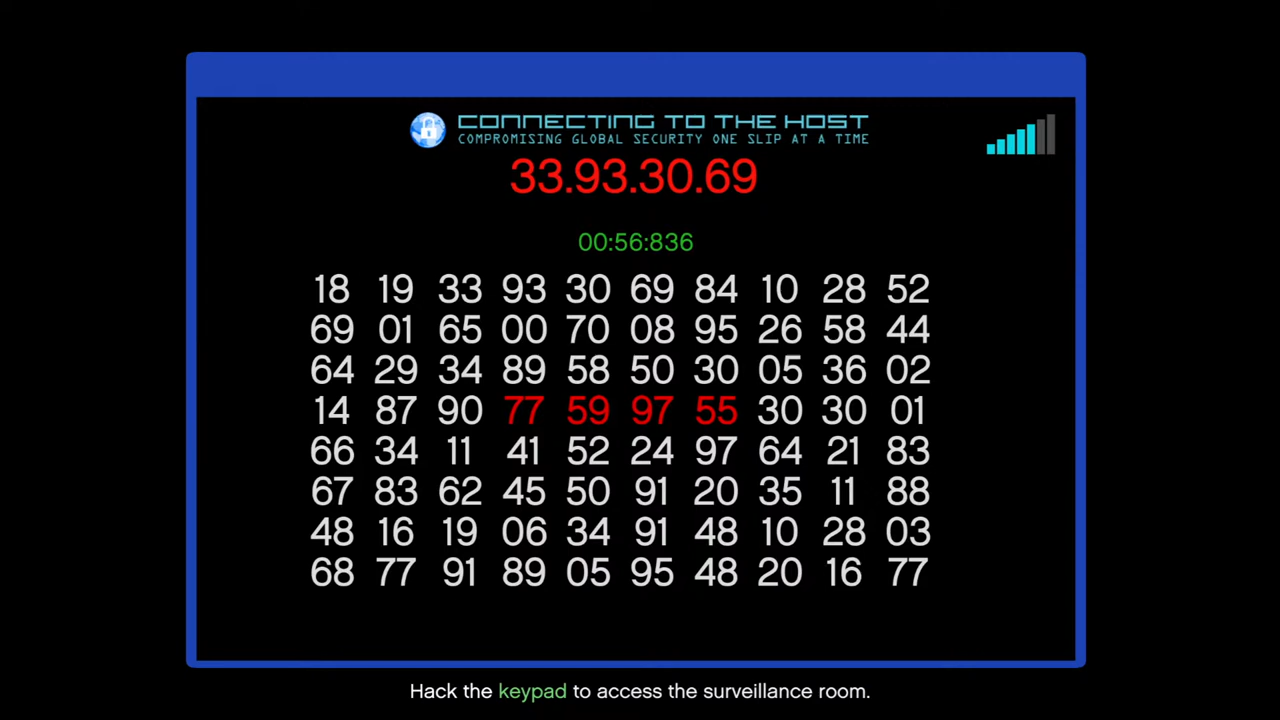 CONNECTING TO THE HOST
COMPROMISING GLOBAL SECURITY ONE SLIP AT A TIME
33.93.30.69
00:56:836
18 19 33 93 30 69 84 10 28 52
69 01 65 00 70 08 95 26 58 44
64 29 34 89 58 50 30 05 36 02
14 87 90 77 59 97 55 30 30 01
66 34 11 41 52 24 97 64 21 83
67 83 62 45 50 91 20 35 11 88
48 16 19 06 34 91 48 10 28 03
68 77 91 89 05 95 48 20 16 77
Hack the keypad to access the surveillance room.